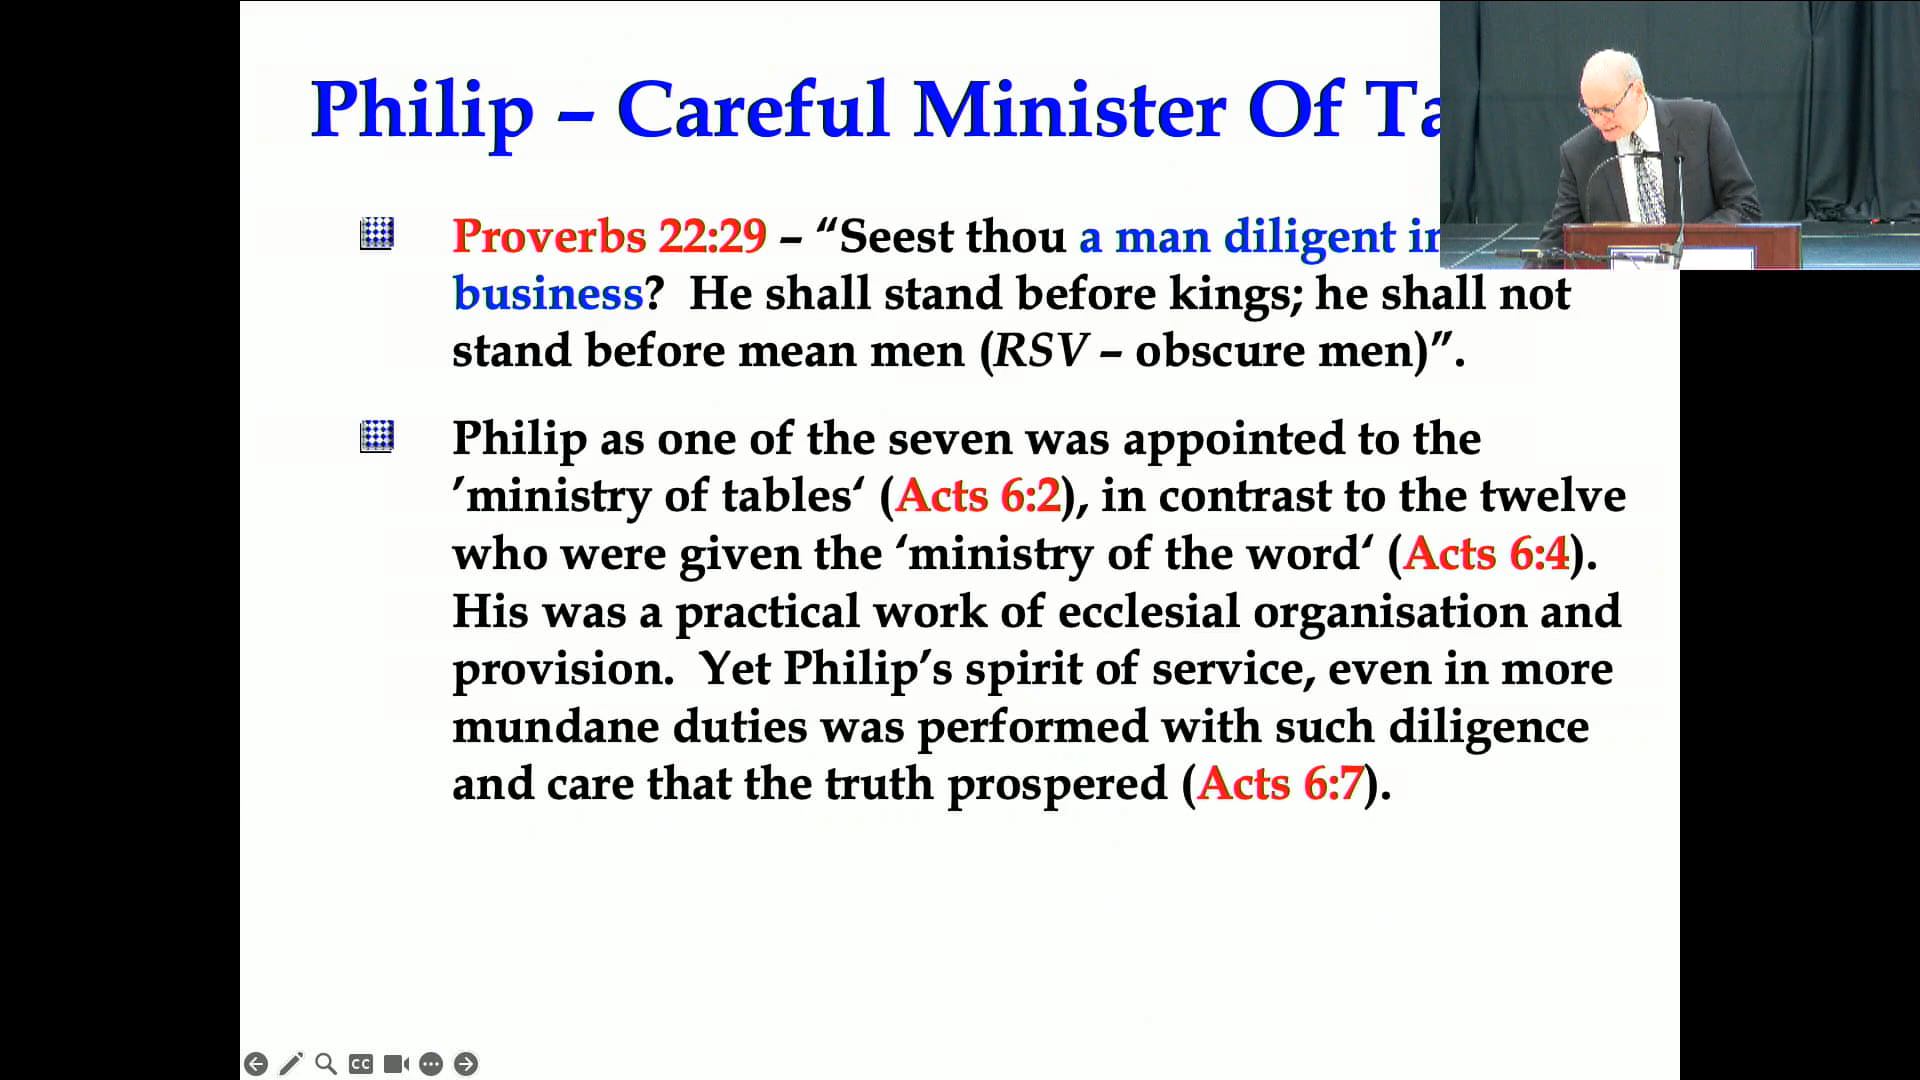 Philip – Careful Minister Of
Proverbs 22:29 – “Seest thou a man diligent
business? He shall stand before kings; he shall not
stand before mean men (RSV – obscure men)”.
Philip as one of the seven was appointed to the
’ministry of tables‘ (Acts 6:2), in contrast to the twelve
who were given the ‘ministry of the word‘ (Acts 6:4).
His was a practical work of ecclesial organisation and
provision. Yet Philip’s spirit of service, even in more
mundane duties was performed with such diligence
and care that the truth prospered (Acts 6:7).
CC